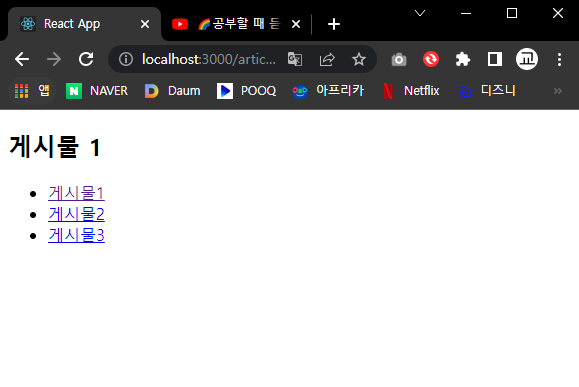 React App
🌈공부할 때 듣
localhost:3000/artic...
앱 NAVER Daum POOQ 아프리카 Netflix 디즈니
게시물 1
게시물1
게시물2
게시물3